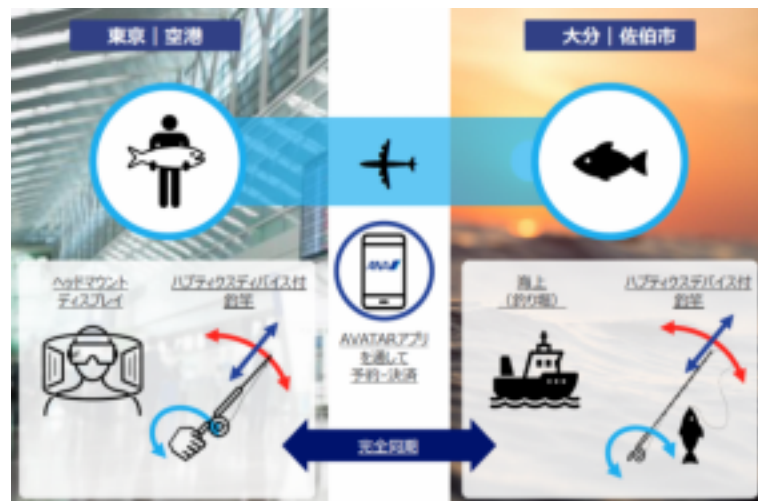 東京｜空港
大分｜佐伯市
ヘッドマウント
ディスプレイ
ハプティクスディバイス付
釣竿
ANA
AVATARアプリ
を通して
予約~決済
海上
（釣り堀）
ハプティクスデバイス付
釣竿
完全同期